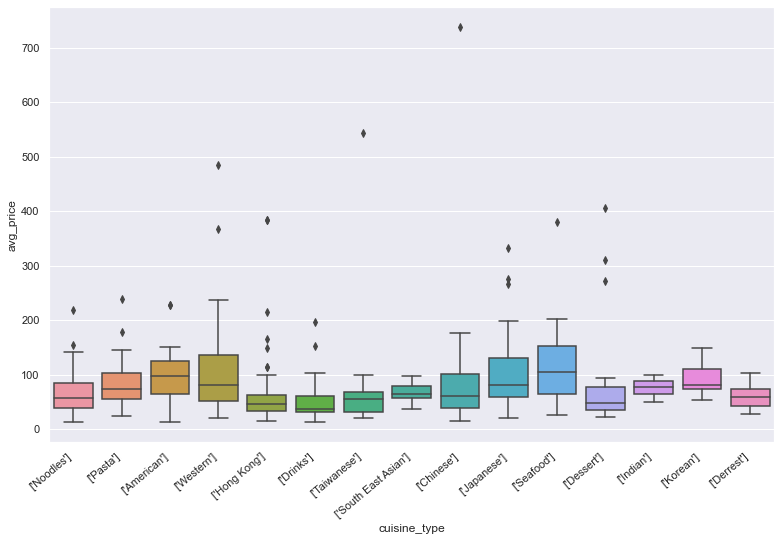 700
600
500
400
300
200
100
0
avg_price
['Noodles']
['Pasta']
['American']
['Western']
['Hong Kong']
['Drinks']
['Taiwanese']
['South East Asian']
['Chinese']
['Japanese']
['Seafood']
['Dessert']
['Indian']
['Korean']
['Derrest']
cuisine_type